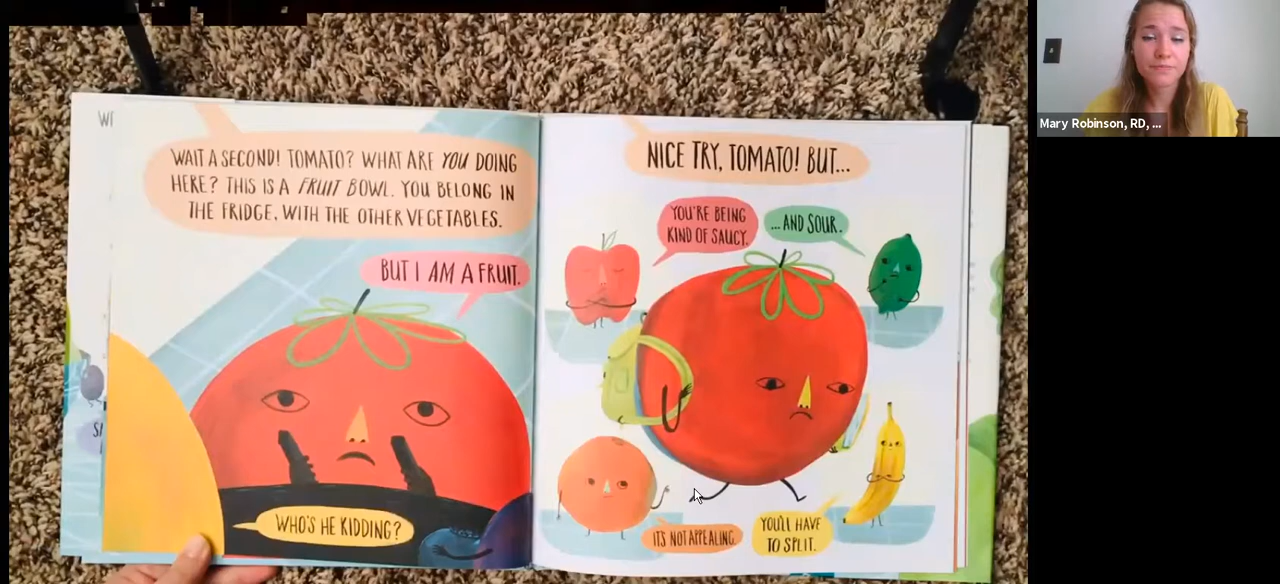 WAIT A SECOND! TOMATO? WHAT ARE YOU DOING
HERE? THIS IS A FRUIT BOWL. YOU BELONG IN
THE FRIDGE, WITH THE OTHER VEGETABLES.
BUT I AM A FRUIT.
WHO'S HE KIDDING?
NICE TRY, TOMATO! BUT...
YOU'RE BEING
KIND OF SAUCY.
...AND SOUR.
IT'S NOT APPEALING.
YOU'LL HAVE
TO SPLIT.
Mary Robinson, RD, ...